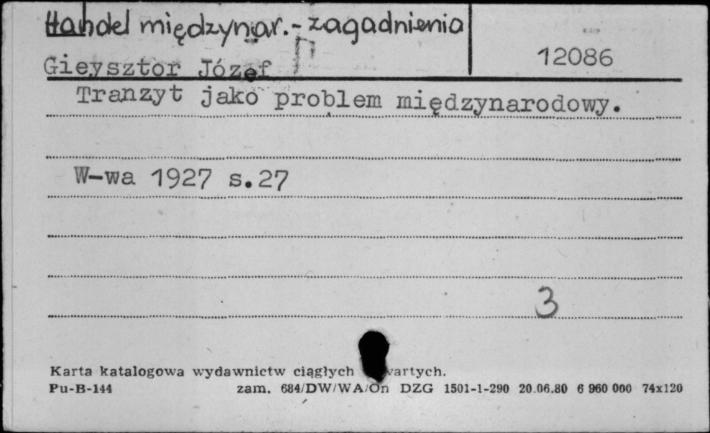 Handel międzynar.-zagadnienia
Gieysztor Józef
12086
Tranzyt jako problem międzynarodowy.
W-wa 1927 s.27
3
Karta katalogowa wydawnictw ciągłych wartych.
Pu-B-144 zam. 684/DW/WA/On DZG 1501-1-290 20.06.80 6 960 000 74x120